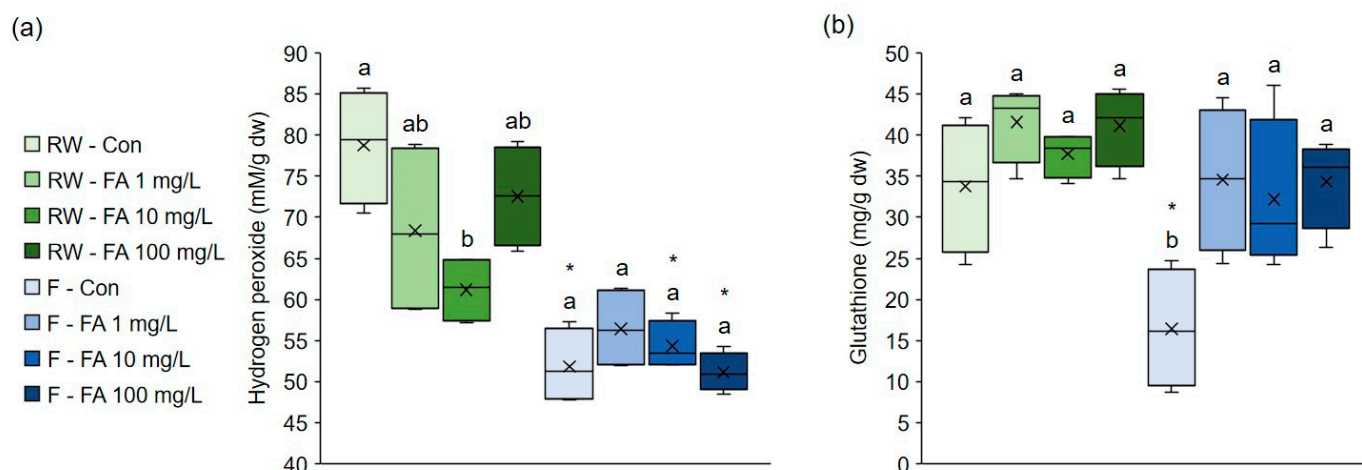 (a)
RW - Con
RW - FA 1 mg/L
RW - FA 10 mg/L
RW - FA 100 mg/L
F - Con
F - FA 1 mg/L
F - FA 10 mg/L
F - FA 100 mg/L
Hydrogen peroxide (mM/g dw)
90
85
80
75
70
65
60
55
50
45
40
a
ab
b
ab
*
a
a
*
a
*
a
(b)
Glutathione (mg/g dw)
50
45
40
35
30
25
20
15
10
5
0
a
a
a
a
*
b
a
a
a